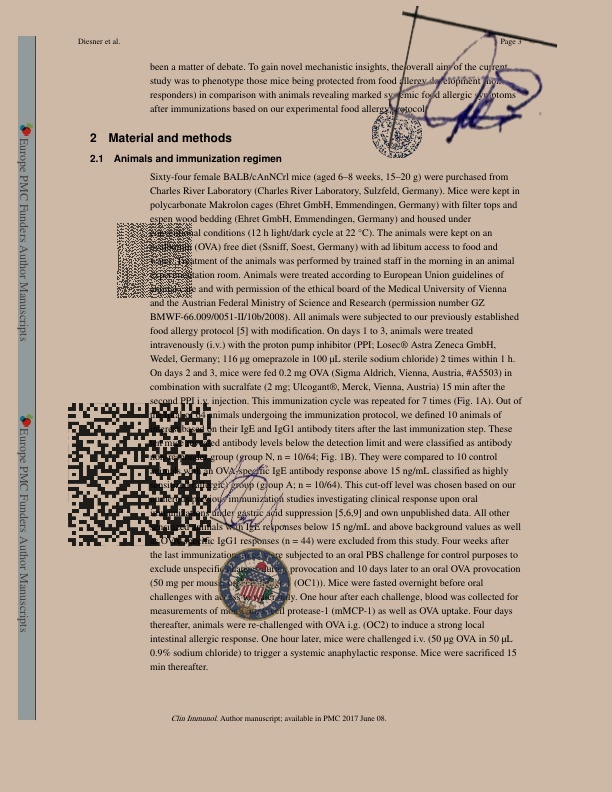 Diesner et al.
Page 3
been a matter of debate. To gain novel mechanistic insights, the overall aim of the current
study was to phenotype those mice being protected from food allergy development (non-
responders) in comparison with animals revealing marked systemic food allergic symptoms
after immunizations based on our experimental food allergy protocol.
2 Material and methods
2.1 Animals and immunization regimen
Sixty-four female BALB/cAnNCrl mice (aged 6–8 weeks, 15–20 g) were purchased from
Charles River Laboratory (Charles River Laboratory, Sulzfeld, Germany). Mice were kept in
polycarbonate Makrolon cages (Ehret GmbH, Emmendingen, Germany) with filter tops and
espen wood bedding (Ehret GmbH, Emmendingen, Germany) and housed under
conventional conditions (12 h light/dark cycle at 22 °C). The animals were kept on an
(OVA) free diet (Ssniff, Soest, Germany) with ad libitum access to food and
water. Treatment of the animals was performed by trained staff in the morning in an animal
experimentation room. Animals were treated according to European Union guidelines of
care and with permission of the ethical board of the Medical University of Vienna
and the Austrian Federal Ministry of Science and Research (permission number GZ
BMWF-66.009/0051-II/10b/2008). All animals were subjected to our previously established
food allergy protocol [5] with modification. On days 1 to 3, animals were treated
intravenously (i.v.) with the proton pump inhibitor (PPI; Losec® Astra Zeneca GmbH,
Wedel, Germany; 116 μg omeprazole in 100 μL sterile sodium chloride) 2 times within 1 h.
On days 2 and 3, mice were fed 0.2 mg OVA (Sigma Aldrich, Vienna, Austria, #A5503) in
combination with sucralfate (2 mg; Ulcogant®, Merck, Vienna, Austria) 15 min after the
second PPI i.v. injection. This immunization cycle was repeated for 7 times (Fig. 1A). Out of
animals undergoing the immunization protocol, we defined 10 animals of
based on their IgE and IgG1 antibody titers after the last immunization step. These
antibody levels below the detection limit and were classified as antibody
group (group N, n = 10/64; Fig. 1B). They were compared to 10 control
with an OVA-specific IgE antibody response above 15 ng/mL classified as highly
group (group A; n = 10/64). This cut-off level was chosen based on our
immunization studies investigating clinical response upon oral
under gastric acid suppression [5,6,9] and own unpublished data. All other
animals with IgE responses below 15 ng/mL and above background values as well
IgG1 responses (n = 44) were excluded from this study. Four weeks after
the last immunization, were subjected to an oral PBS challenge for control purposes to
exclude unspecific provocation and 10 days later to an oral OVA provocation
(50 mg per mouse (OC1)). Mice were fasted overnight before oral
challenges with access to water only. One hour after each challenge, blood was collected for
measurements of protease-1 (mMCP-1) as well as OVA uptake. Four days
thereafter, animals were re-challenged with OVA i.g. (OC2) to induce a strong local
intestinal allergic response. One hour later, mice were challenged i.v. (50 μg OVA in 50 μL
0.9% sodium chloride) to trigger a systemic anaphylactic response. Mice were sacrificed 15
min thereafter.
Clin Immunol. Author manuscript; available in PMC 2017 June 08.
Europe PMC Funders Author Manuscripts
Europe PMC Funders Author Manuscripts